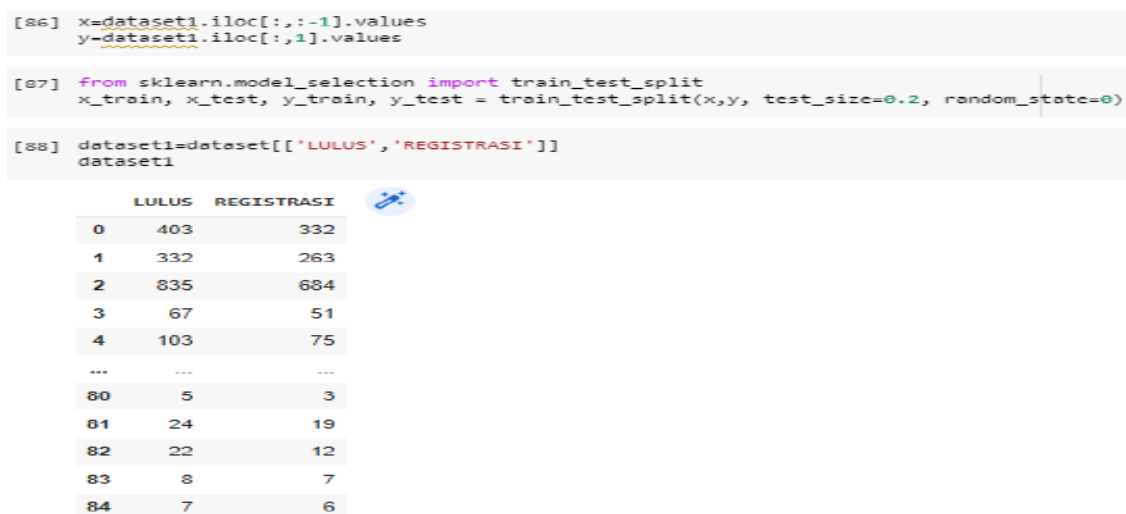 [86] x=dataset1.iloc[:,:-1].values
y=dataset1.iloc[:,1].values
[87] from sklearn.model_selection import train_test_split
x_train, x_test, y_train, y_test = train_test_split(x,y, test_size=0.2, random_state=0)
[88] dataset1=dataset[['LULUS','REGISTRASI']]
dataset1
LULUS REGISTRASI
0 403 332
1 332 263
2 835 684
3 67 51
4 103 75
... ... ...
80 5 3
81 24 19
82 22 12
83 8 7
84 7 6